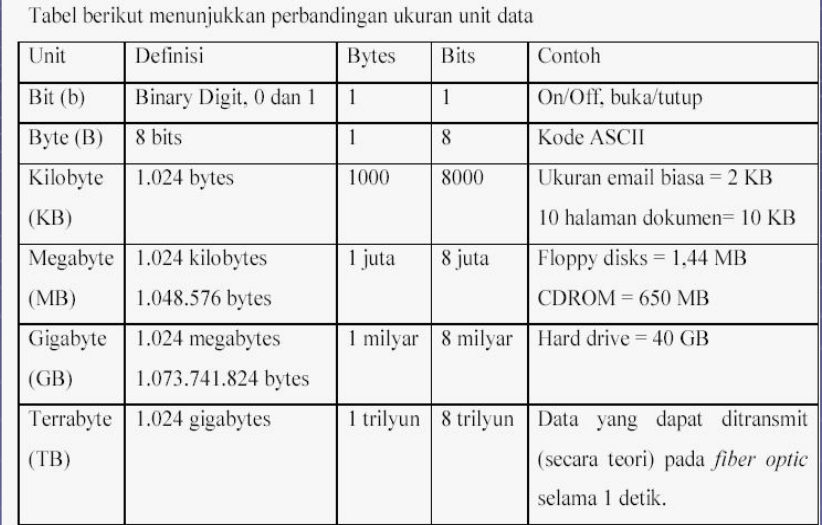 Tabel berikut menunjukkan perbandingan ukuran unit data
Unit Definisi Bytes Bits Contoh
Bit (b) Binary Digit, 0 dan 1 1 1 On/Off, buka/tutup
Byte (B) 8 bits 1 8 Kode ASCII
Kilobyte 1.024 bytes 1000 8000 Ukuran email biasa = 2 KB
(KB) 10 halaman dokumen= 10 KB
Megabyte 1.024 kilobytes 1 juta 8 juta Floppy disks = 1,44 MB
(MB) 1.048.576 bytes CDROM = 650 MB
Gigabyte 1.024 megabytes 1 milyar 8 milyar Hard drive = 40 GB
(GB) 1.073.741.824 bytes
Terrabyte 1.024 gigabytes 1 trilyun 8 trilyun Data yang dapat ditransmit
(TB) (secara teori) pada fiber optic
selama 1 detik.